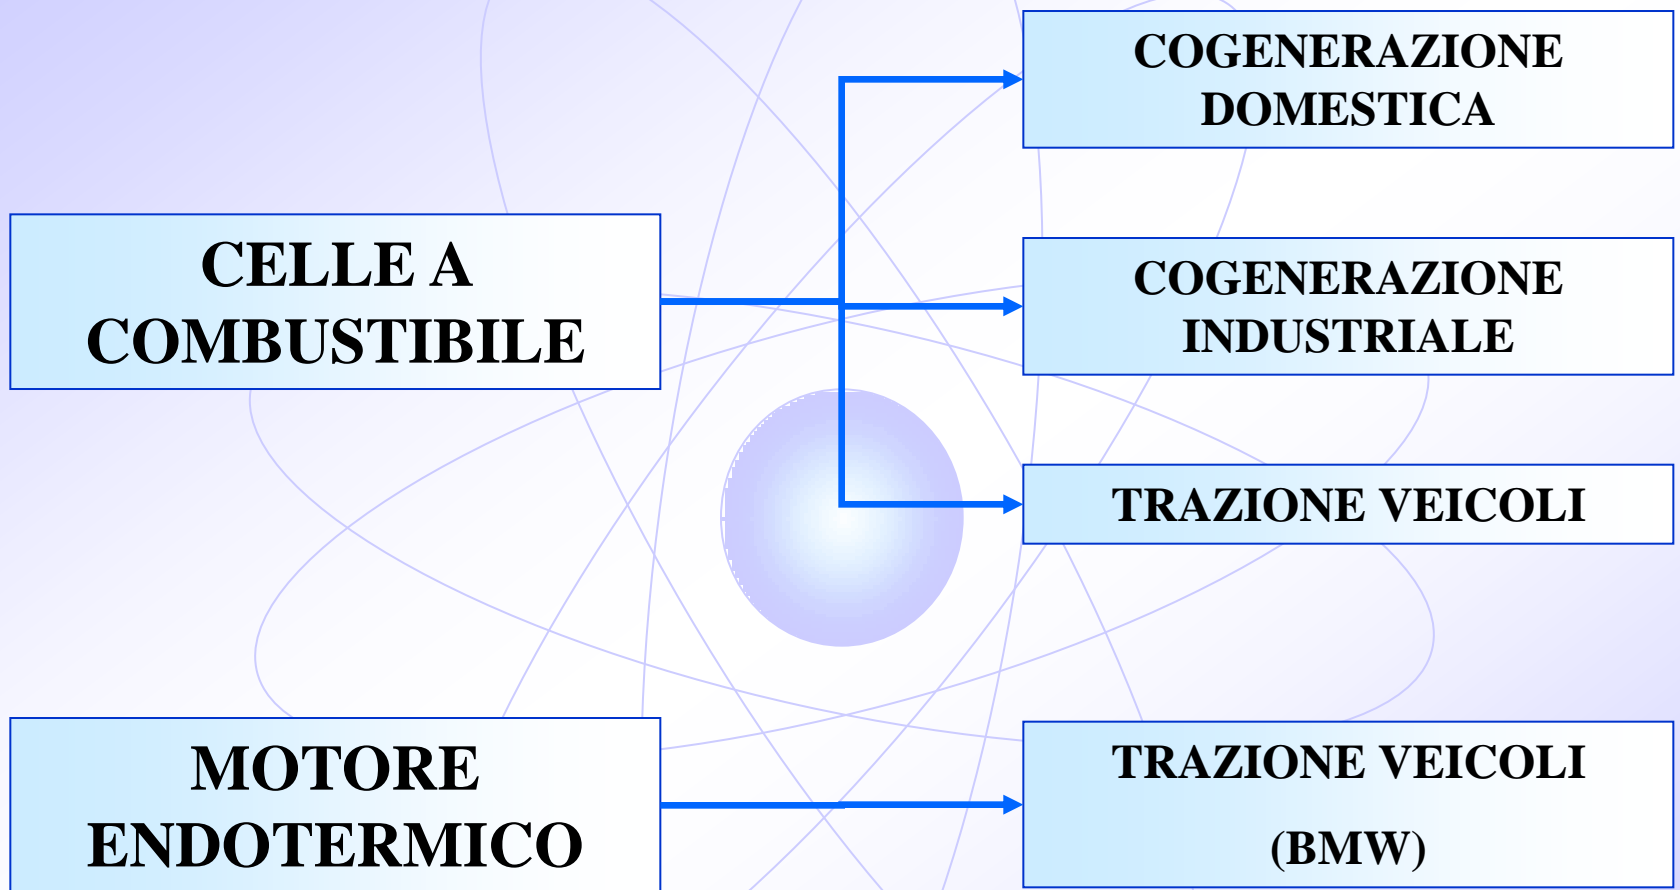 COGENERAZIONE
DOMESTICA
CELLE A
COMBUSTIBILE
COGENERAZIONE
INDUSTRIALE
TRAZIONE VEICOLI
MOTORE
ENDOTERMICO
TRAZIONE VEICOLI
(BMW)